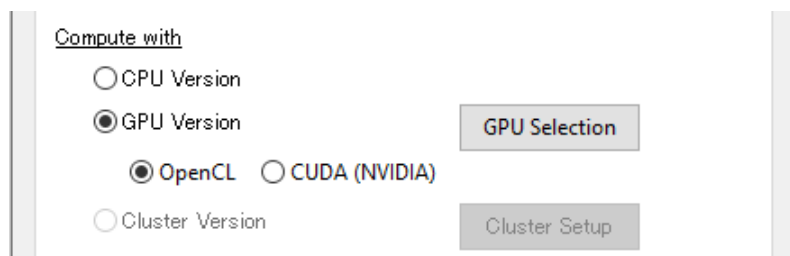 Compute with
CPU Version
GPU Version GPU Selection
OpenCL CUDA (NVIDIA)
Cluster Version Cluster Setup